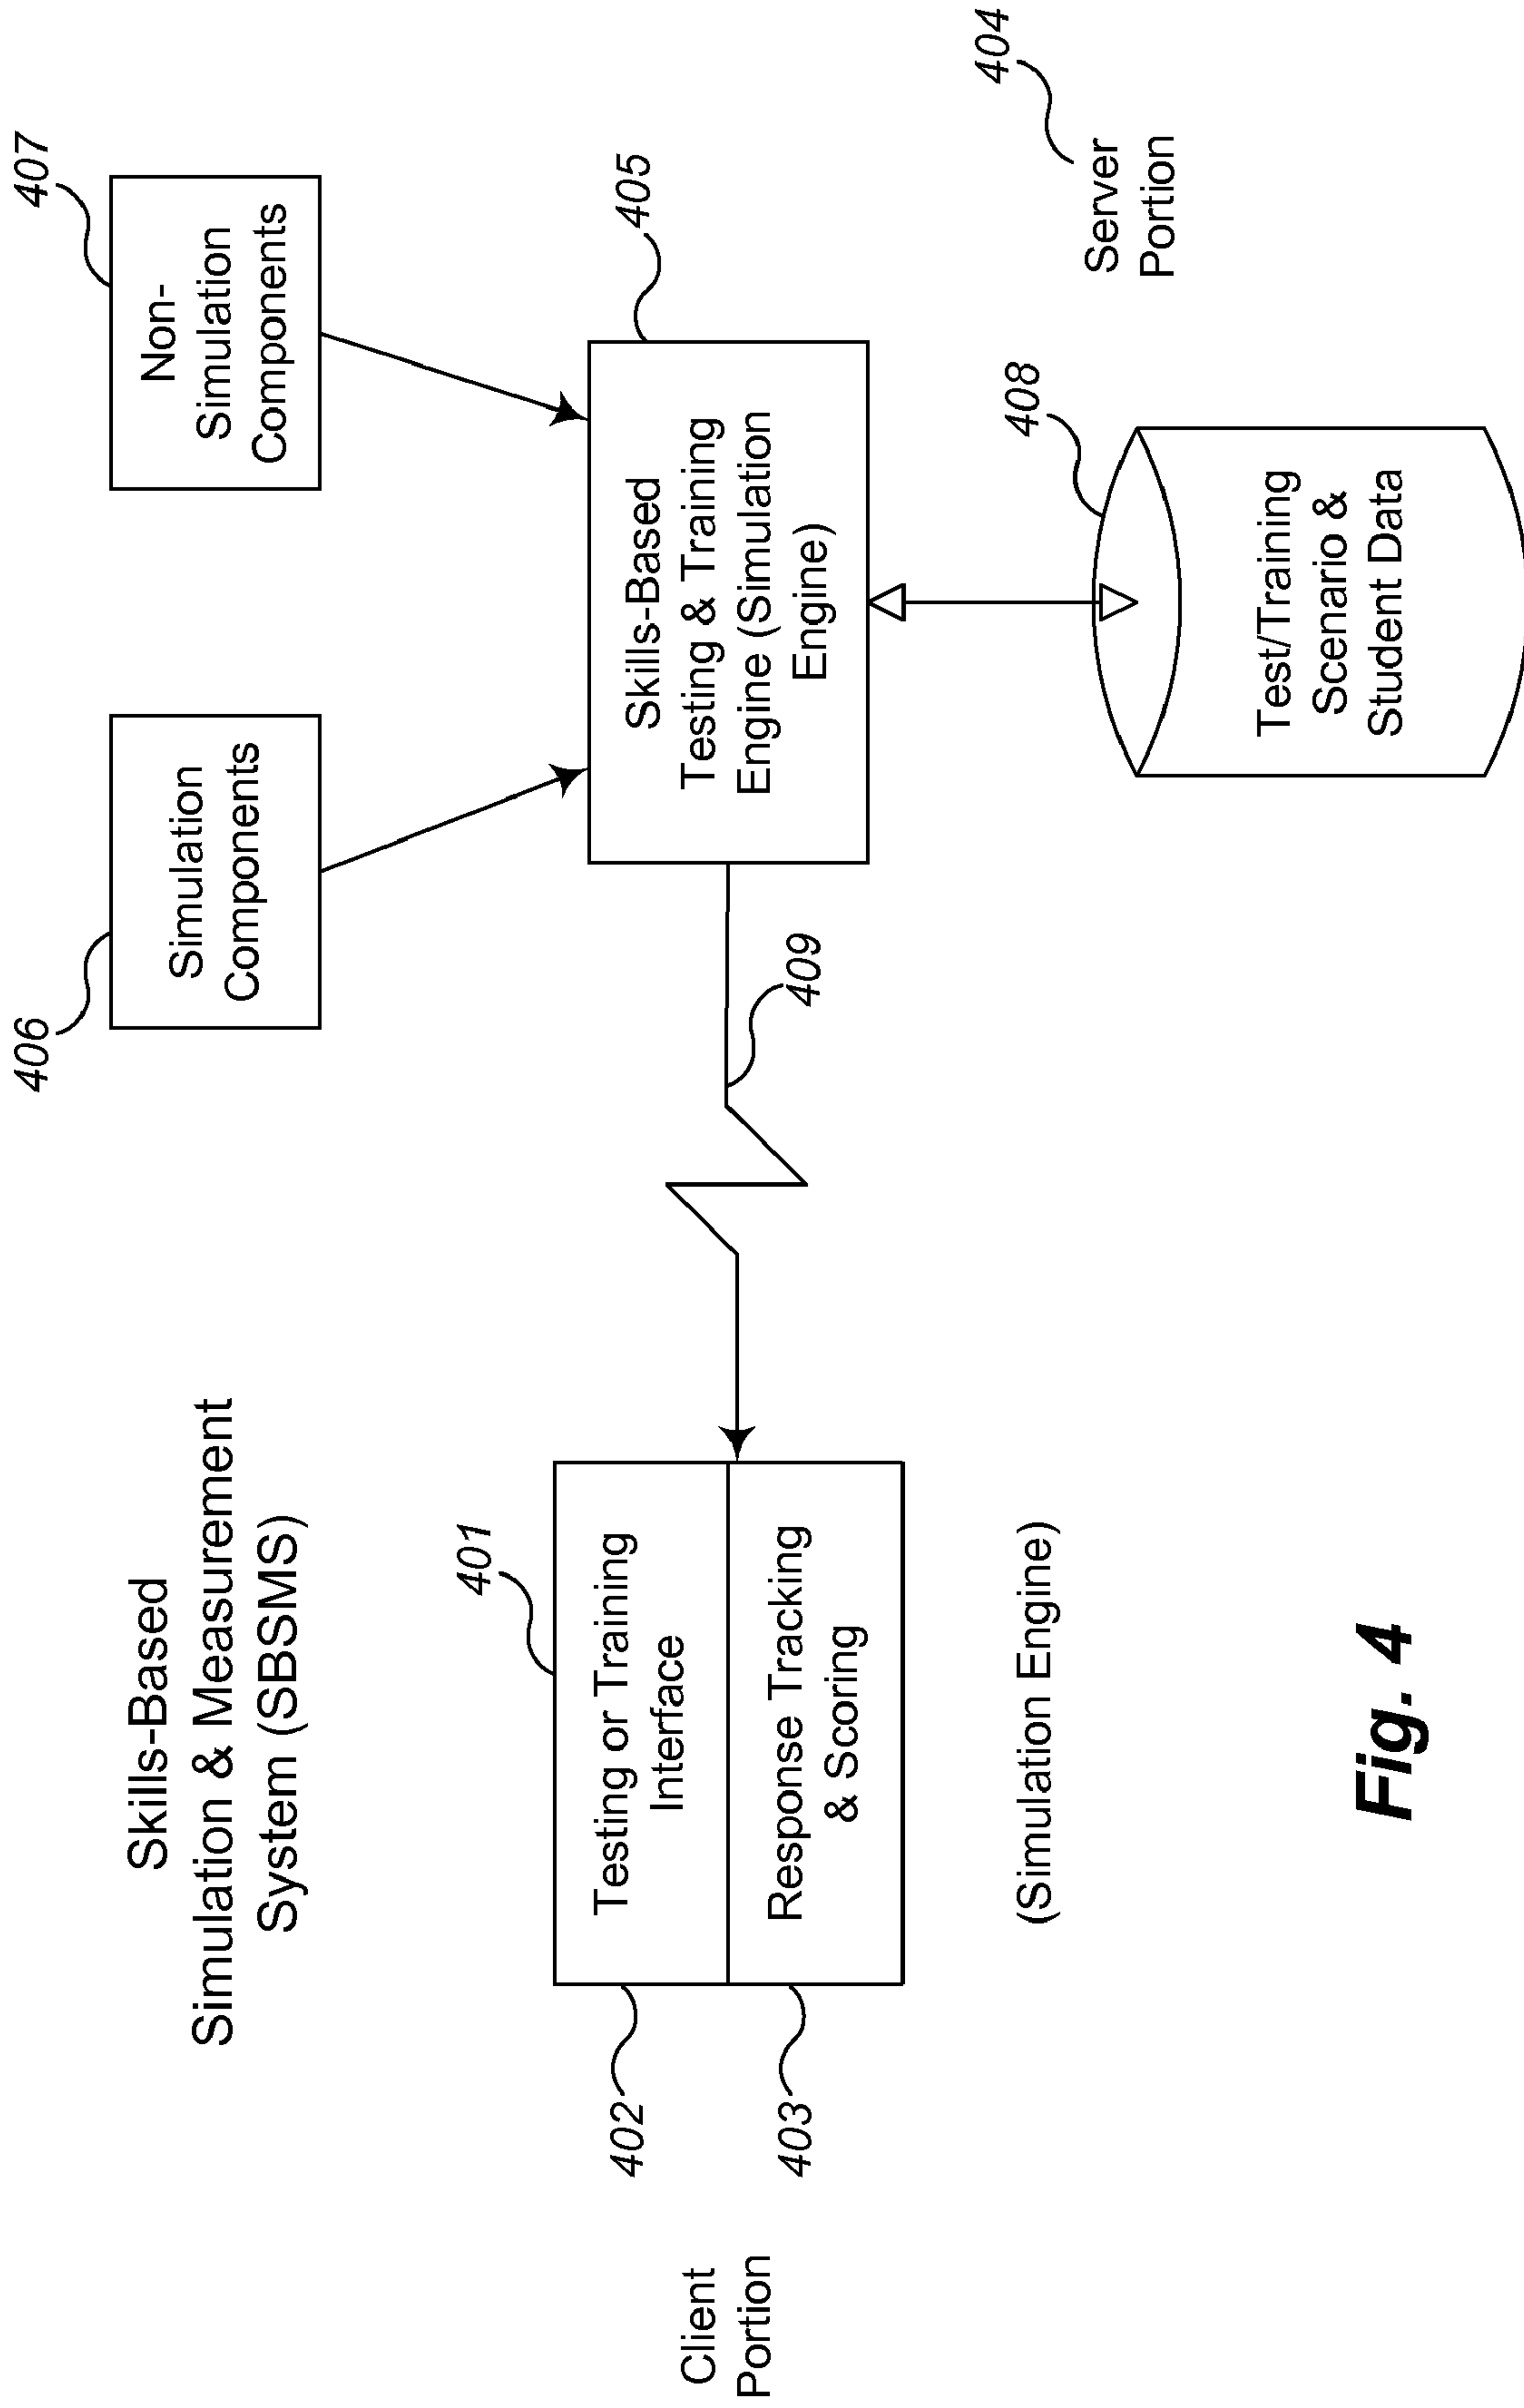 Skills-Based
Simulation & Measurement
System (SBSMS)
406
Simulation
Components
407
Non-
Simulation
Components
401
402
Testing or Training
Interface
403
Response Tracking
& Scoring
(Simulation Engine)
Client
Portion
409
405
Skills-Based
Testing & Training
Engine (Simulation
Engine)
408
Test/Training
Scenario &
Student Data
404
Server
Portion
Fig. 4